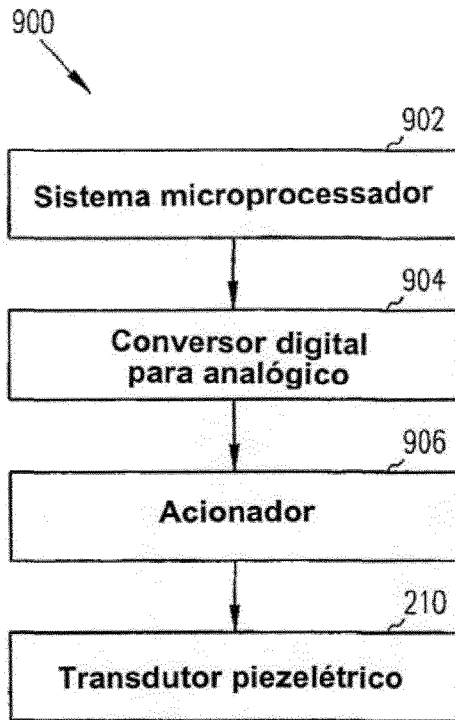 900
902
Sistema microprocessador
904
Conversor digital
para analógico
906
Acionador
210
Transdutor piezelétrico